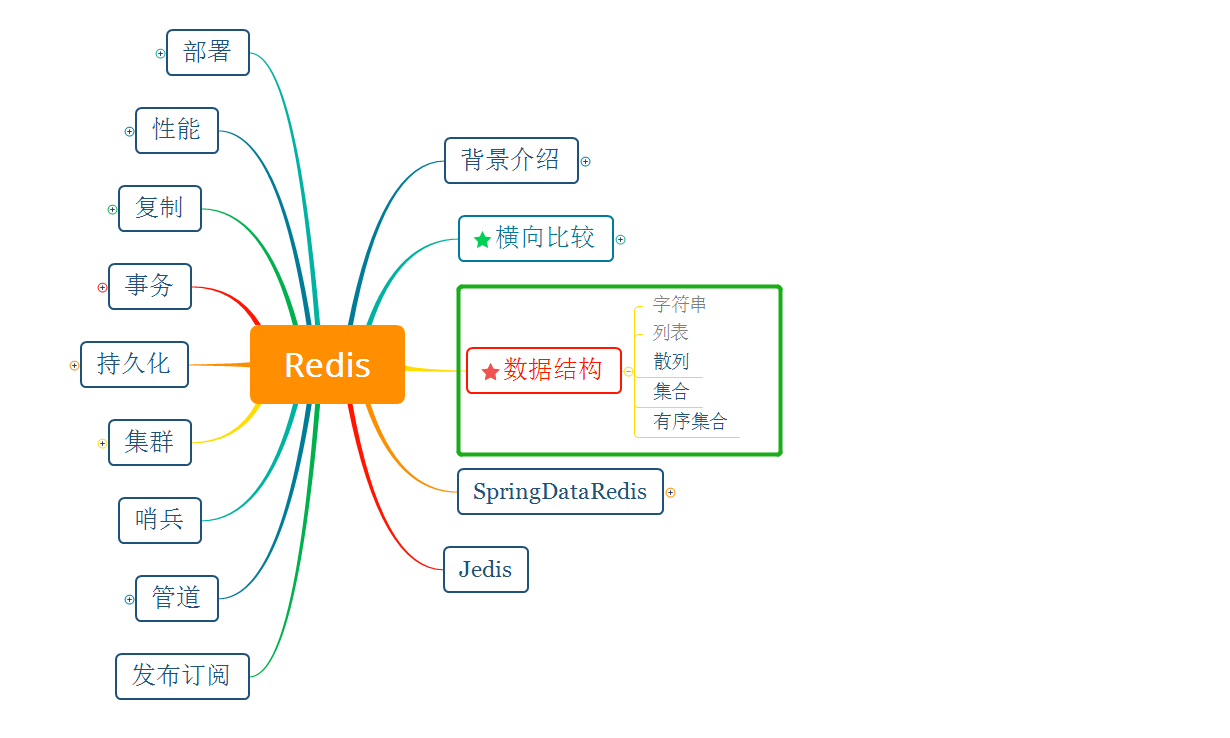 部署
性能
复制
事务
持久化
集群
哨兵
管道
发布订阅
Redis
背景介绍
横向比较
数据结构
字符串
列表
散列
集合
有序集合
SpringDataRedis
Jedis